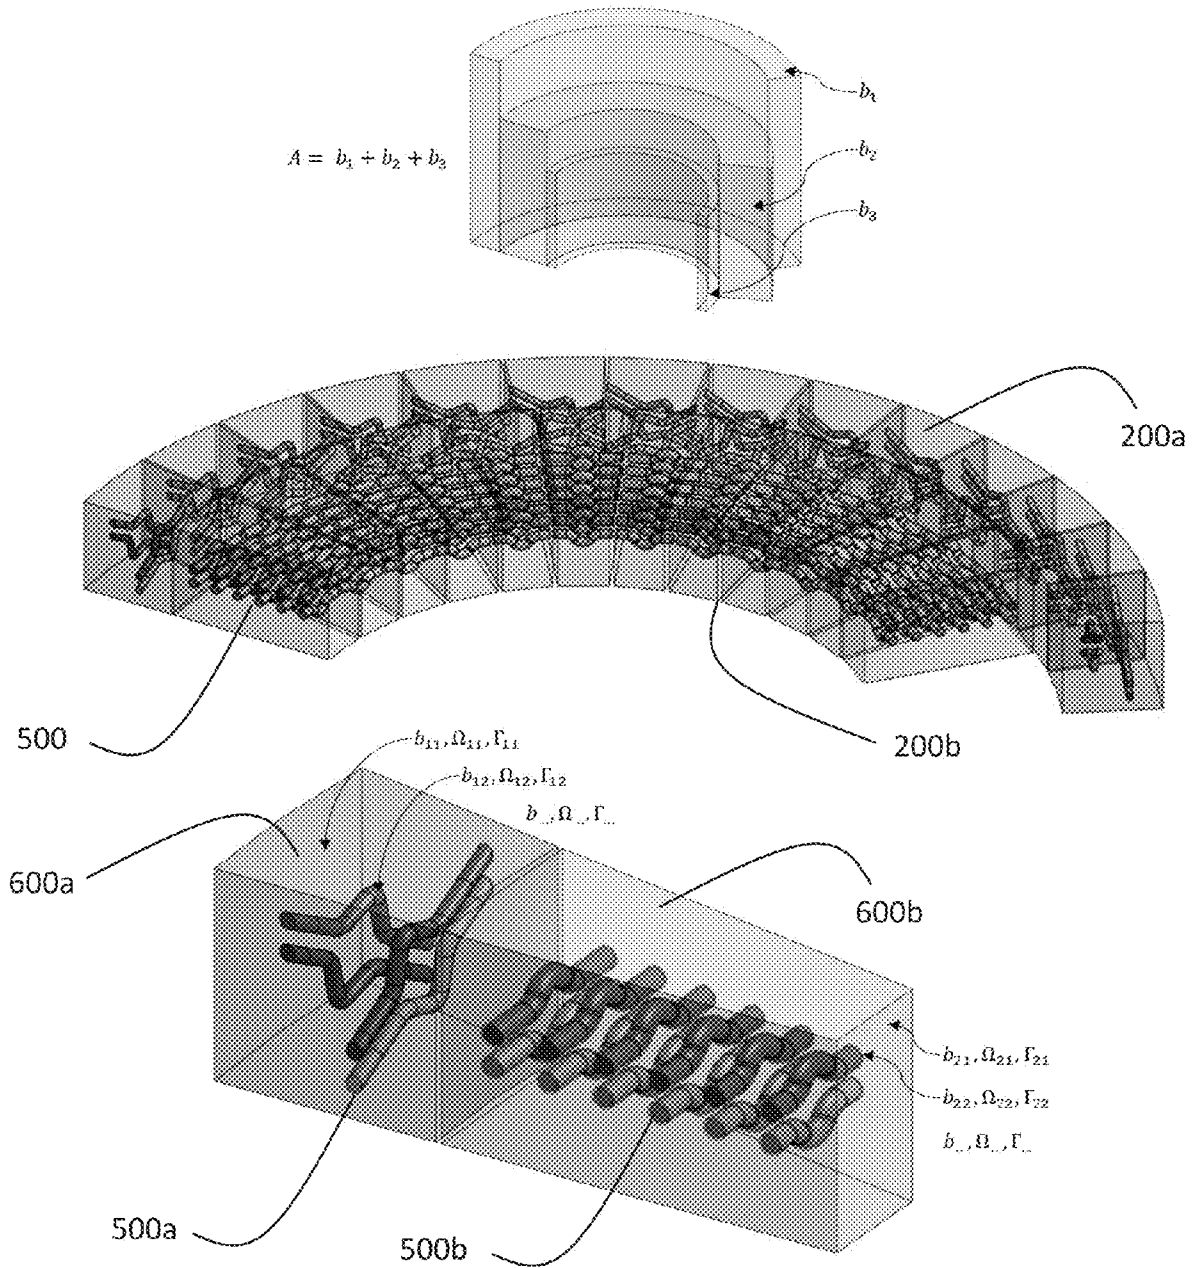 b₁
A = b₁ + b₂ + b₃
b₂
b₃
200a
500
200b
b₁₁, Ω₁₁, Γ₁₁
b₁₂, Ω₁₂, Γ₁₂
b..., Ω..., Γ...
600a
600b
b₂₁, Ω₂₁, Γ₂₁
b₂₂, Ω₂₂, Γ₂₂
b..., Ω..., Γ...
500a
500b